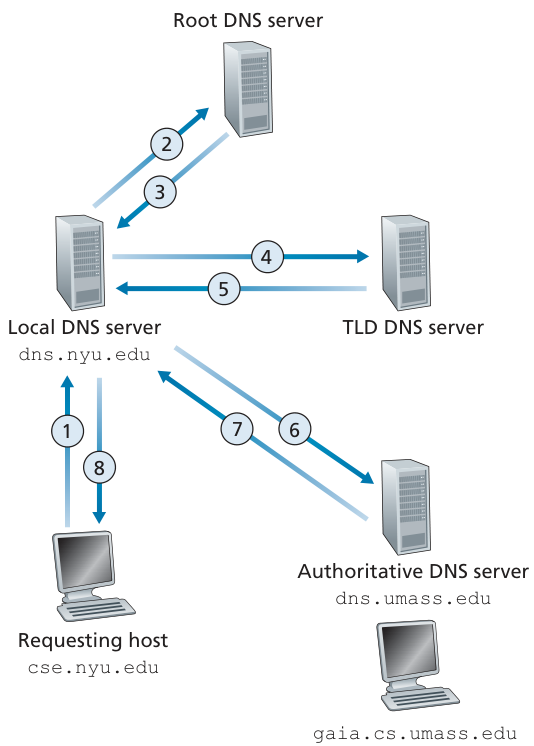 Root DNS server
2
3
4
5
Local DNS server
dns.nyu.edu
TLD DNS server
1
8
7
6
Authoritative DNS server
dns.umass.edu
Requesting host
cse.nyu.edu
gaia.cs.umass.edu